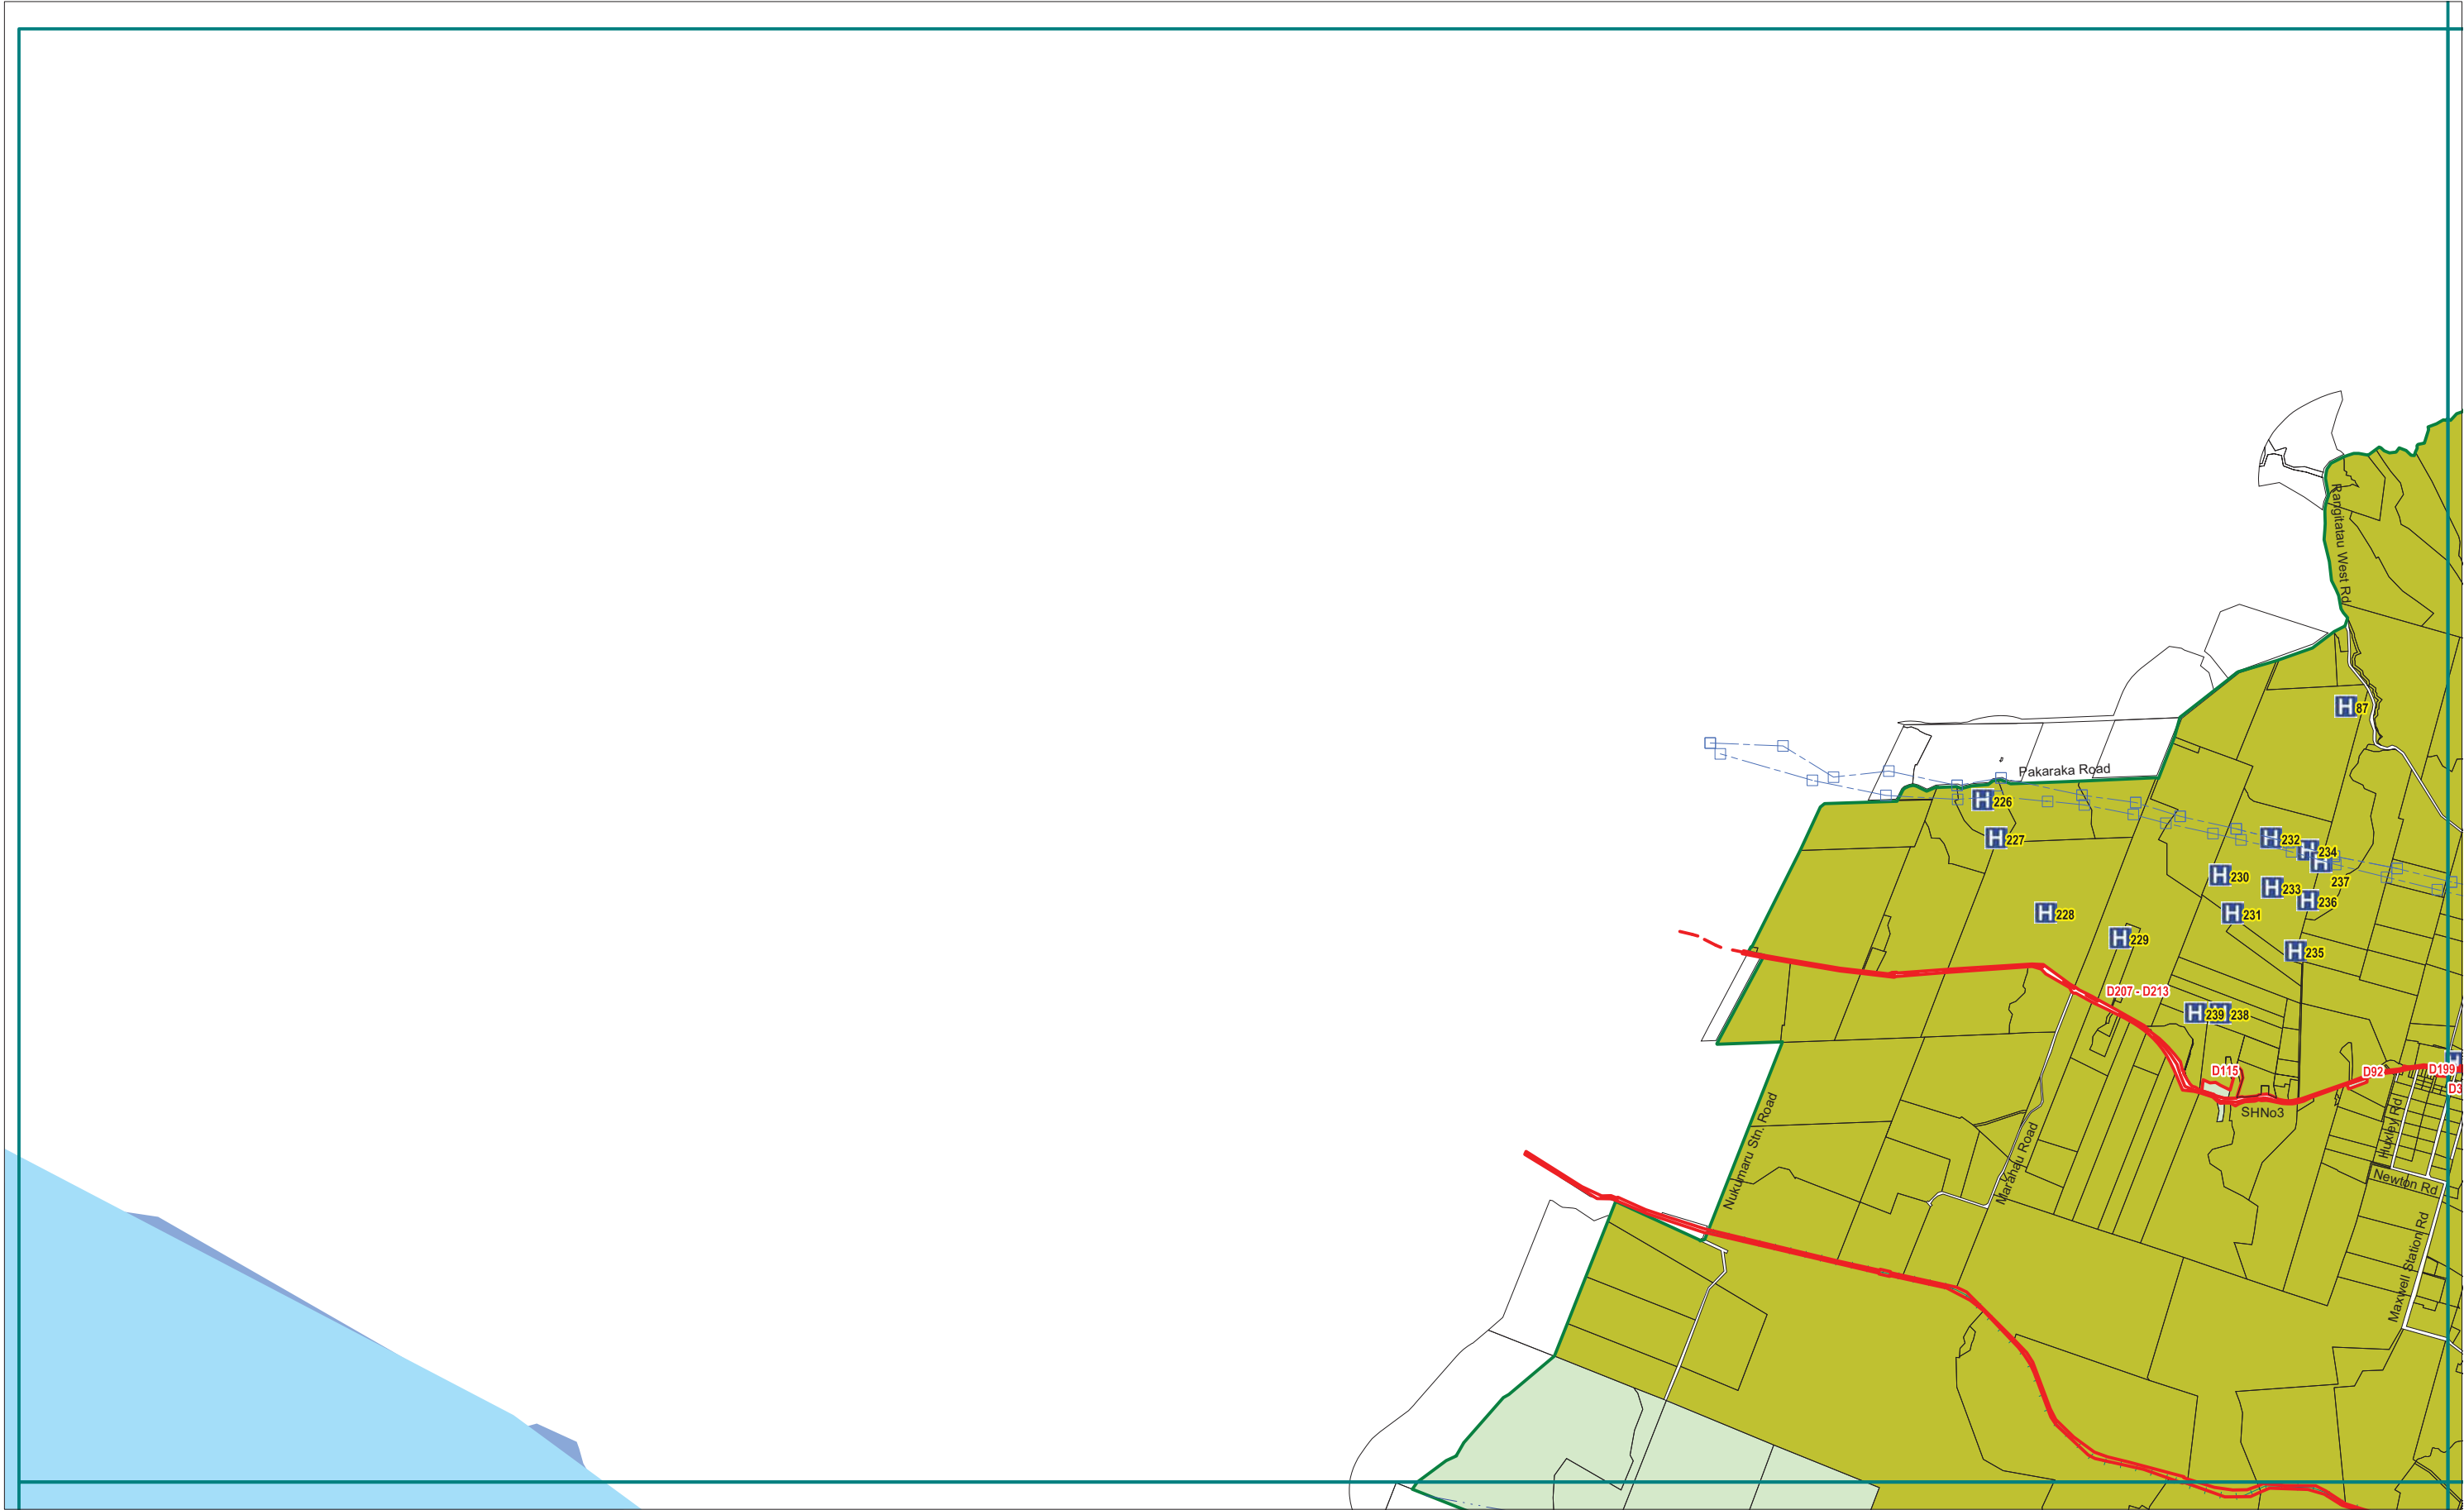 Rangitatau West Rd
H 87
Pakaraka Road
H 226
H 227
H 232
H 234
H 237
H 230
H 233
H 236
H 228
H 231
H 229
H 235
D207 - D213
H 239
H 238
H
D115
D92
D199
D3
SHNo3
Huxley Rd
Nukumaru Stn. Road
Marahau Road
Newton Rd
Maxwell Station Rd